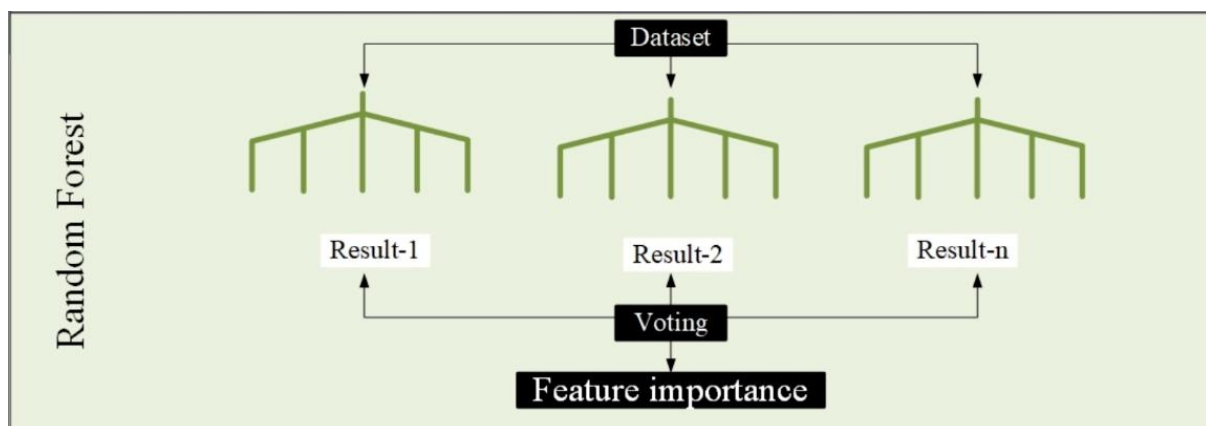 Random Forest
Dataset
Result-1
Result-2
Result-n
Voting
Feature importance